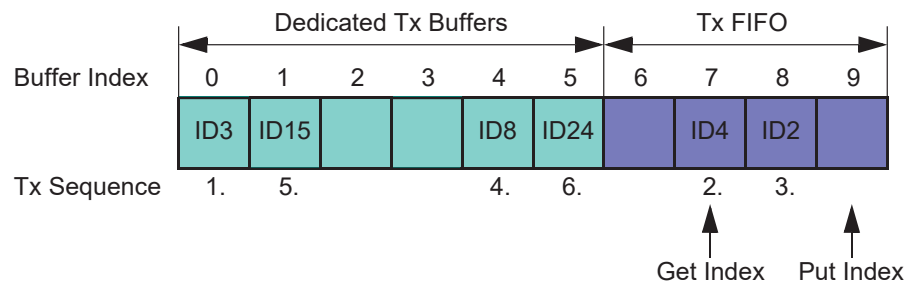 Dedicated Tx Buffers Tx FIFO
Buffer Index 0 1 2 3 4 5 6 7 8 9
ID3 ID15 ID8 ID24 ID4 ID2
Tx Sequence 1. 5. 4. 6. 2. 3.
Get Index Put Index